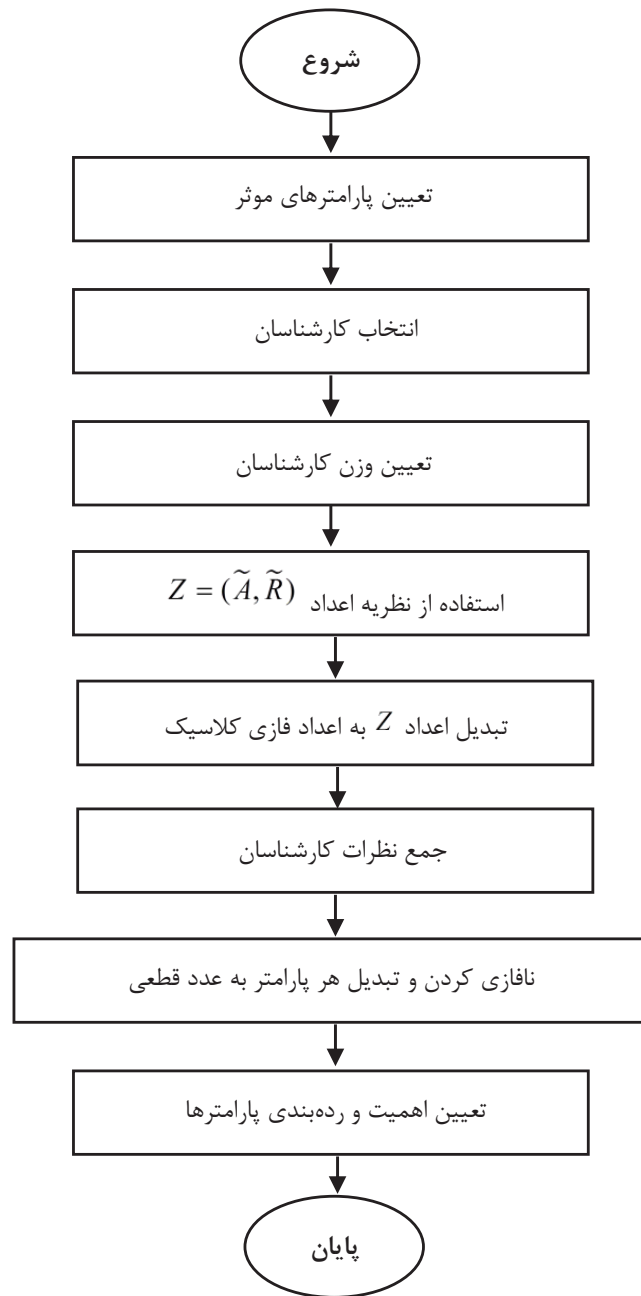 شروع
تعیین پارامترهای موثر
انتخاب کارشناسان
تعیین وزن کارشناسان
استفاده از نظریه اعداد Z = (Ã, R̃)
تبدیل اعداد Z به اعداد فازی کلاسیک
جمع نظرات کارشناسان
نافازی کردن و تبدیل هر پارامتر به عدد قطعی
تعیین اهمیت و رده‌بندی پارامترها
پایان